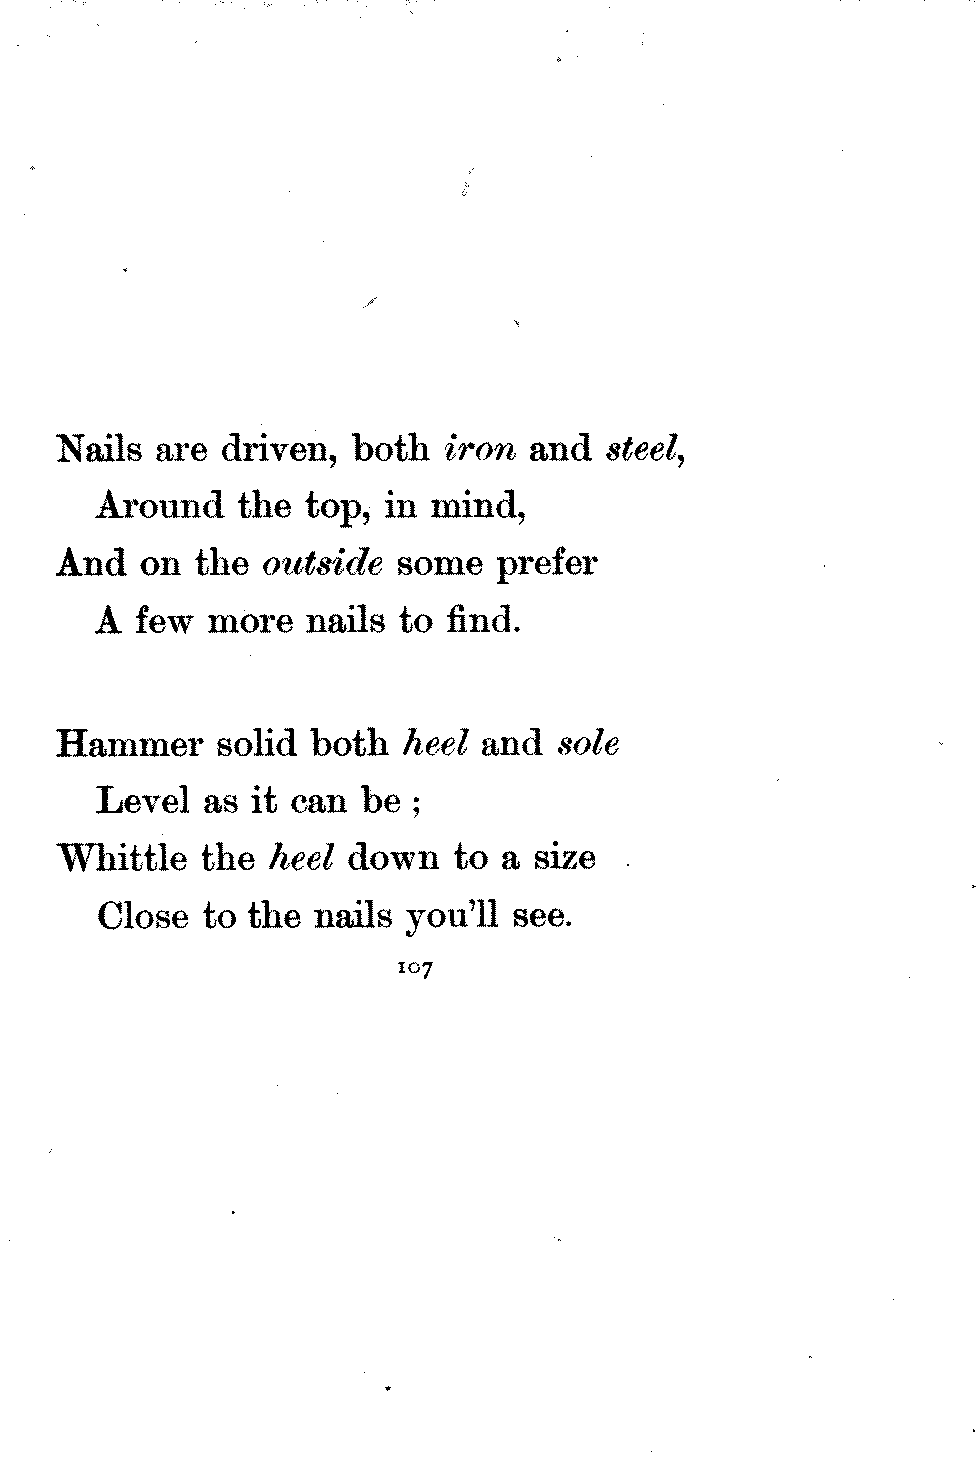 Nails are driven, both iron and steel,
Around the top, in mind,
And on the outside some prefer
A few more nails to find.
Hammer solid both heel and sole
Level as it can be ;
Whittle the heel down to a size
Close to the nails you'll see.
107